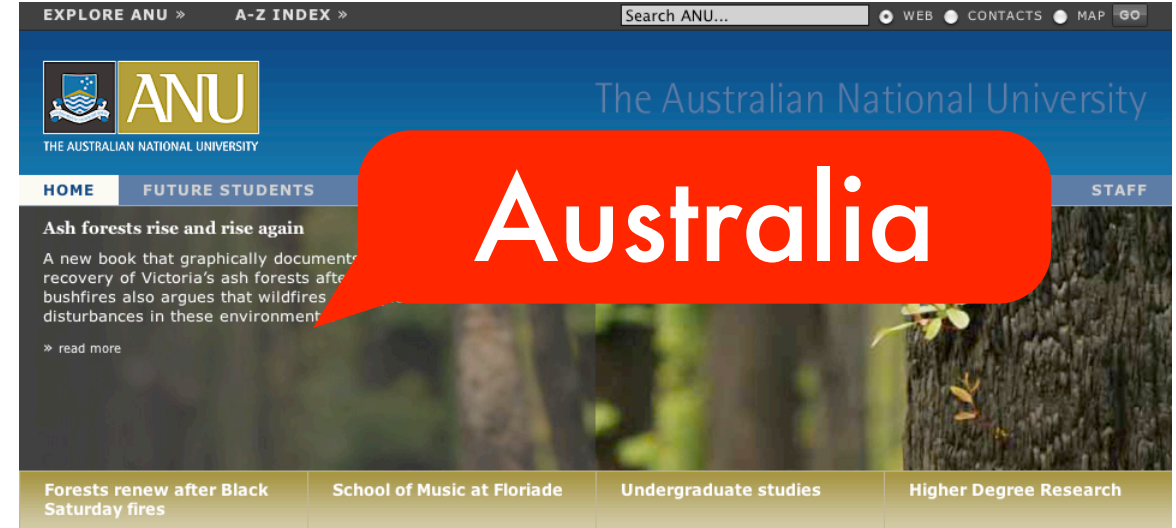 EXPLORE ANU »
A-Z INDEX »
Search ANU...
WEB
CONTACTS
MAP
GO
ANU
THE AUSTRALIAN NATIONAL UNIVERSITY
The Australian National University
HOME
FUTURE STUDENTS
STAFF
Australia
Ash forests rise and rise again
A new book that graphically documents
recovery of Victoria's ash forests
bushfires also argues that wildfires
disturbances in these
» read more
Forests renew after Black
Saturday fires
School of Music at Floriade
Undergraduate studies
Higher Degree Research